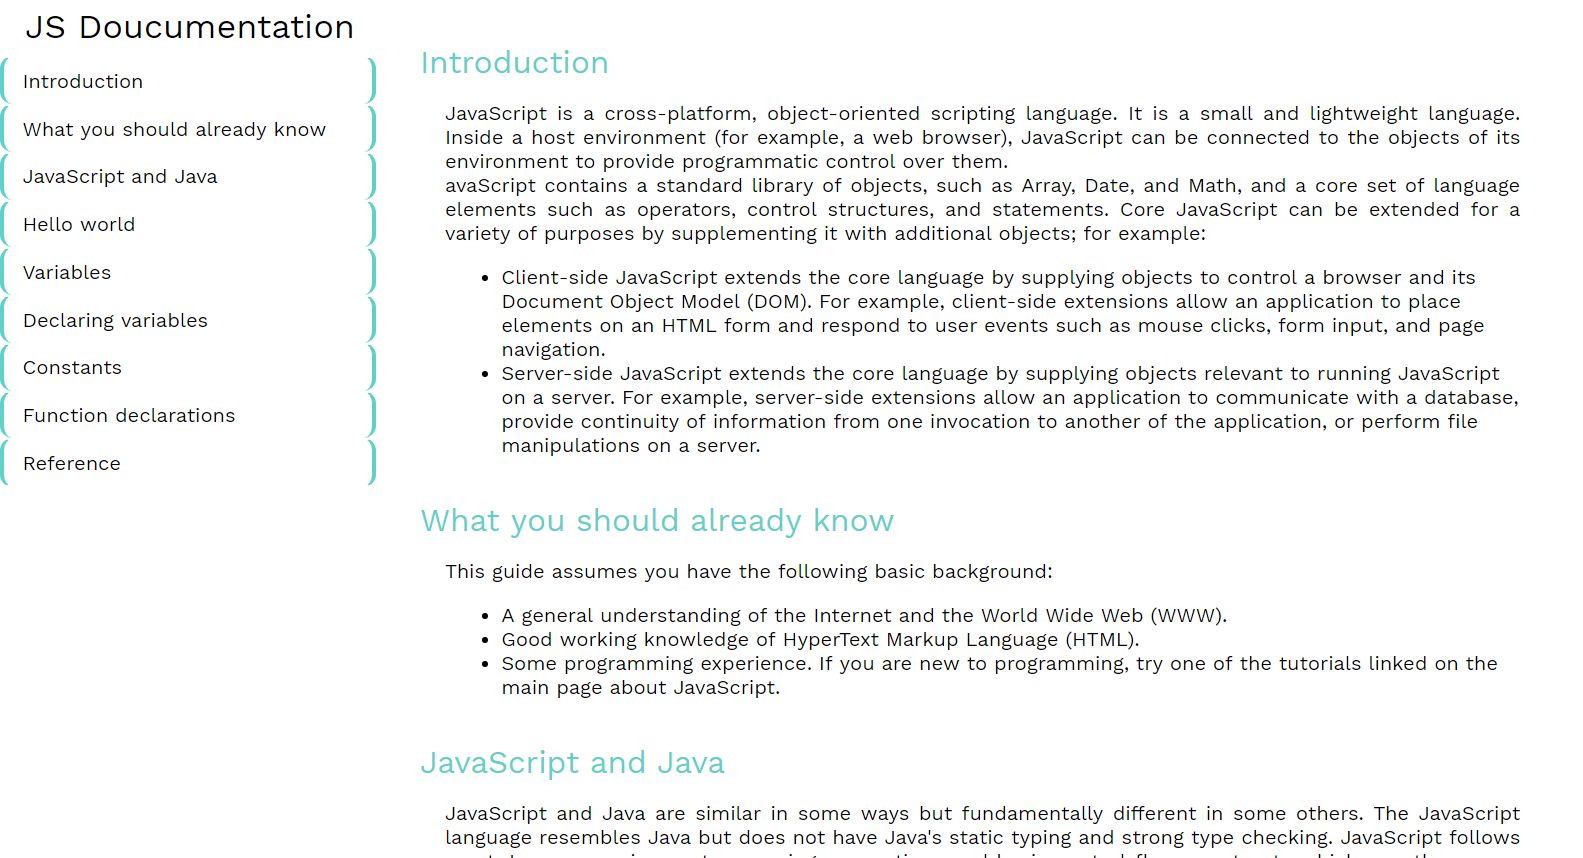 JS Doucumentation
Introduction
What you should already know
JavaScript and Java
Hello world
Variables
Declaring variables
Constants
Function declarations
Reference
Introduction
JavaScript is a cross-platform, object-oriented scripting language. It is a small and lightweight language.
Inside a host environment (for example, a web browser), JavaScript can be connected to the objects of its
environment to provide programmatic control over them.
avaScript contains a standard library of objects, such as Array, Date, and Math, and a core set of language
elements such as operators, control structures, and statements. Core JavaScript can be extended for a
variety of purposes by supplementing it with additional objects; for example:
• Client-side JavaScript extends the core language by supplying objects to control a browser and its
Document Object Model (DOM). For example, client-side extensions allow an application to place
elements on an HTML form and respond to user events such as mouse clicks, form input, and page
navigation.
• Server-side JavaScript extends the core language by supplying objects relevant to running JavaScript
on a server. For example, server-side extensions allow an application to communicate with a database,
provide continuity of information from one invocation to another of the application, or perform file
manipulations on a server.
What you should already know
This guide assumes you have the following basic background:
• A general understanding of the Internet and the World Wide Web (WWW).
• Good working knowledge of HyperText Markup Language (HTML).
• Some programming experience. If you are new to programming, try one of the tutorials linked on the
main page about JavaScript.
JavaScript and Java
JavaScript and Java are similar in some ways but fundamentally different in some others. The JavaScript
language resembles Java but does not have Java's static typing and strong type checking. JavaScript follows